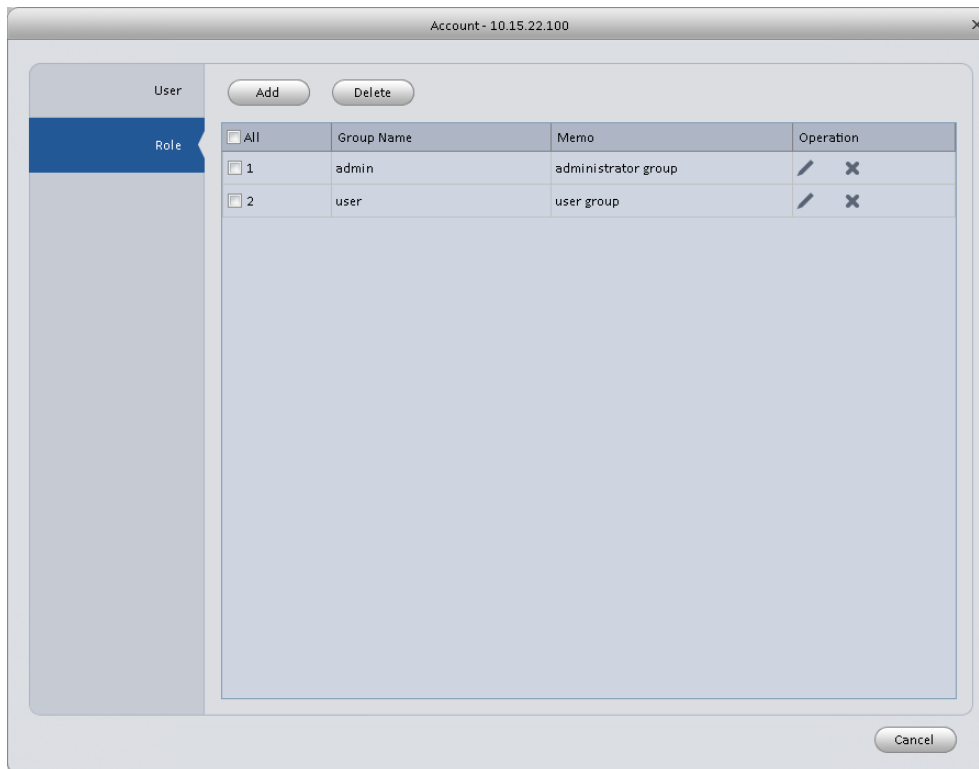 Account - 10.15.22.100
User
Role
Add Delete
All Group Name Memo Operation
1 admin administrator group
2 user user group
Cancel